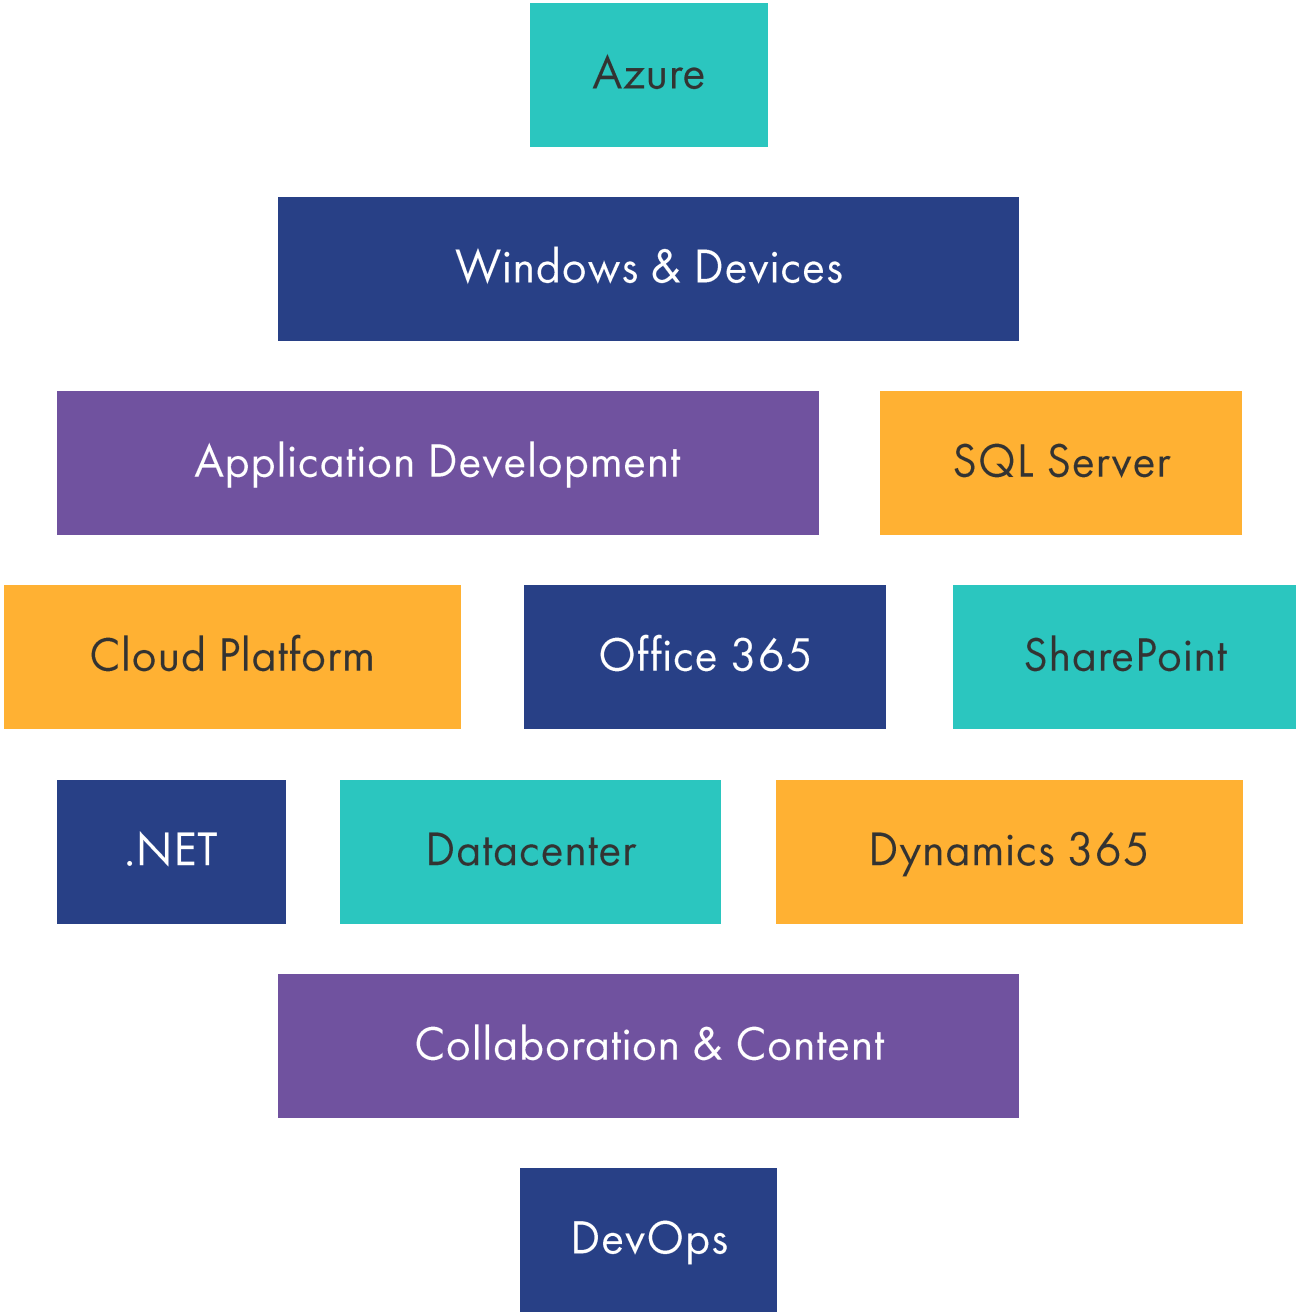 Azure
Windows & Devices
Application Development
SQL Server
Cloud Platform
Office 365
SharePoint
.NET
Datacenter
Dynamics 365
Collaboration & Content
DevOps